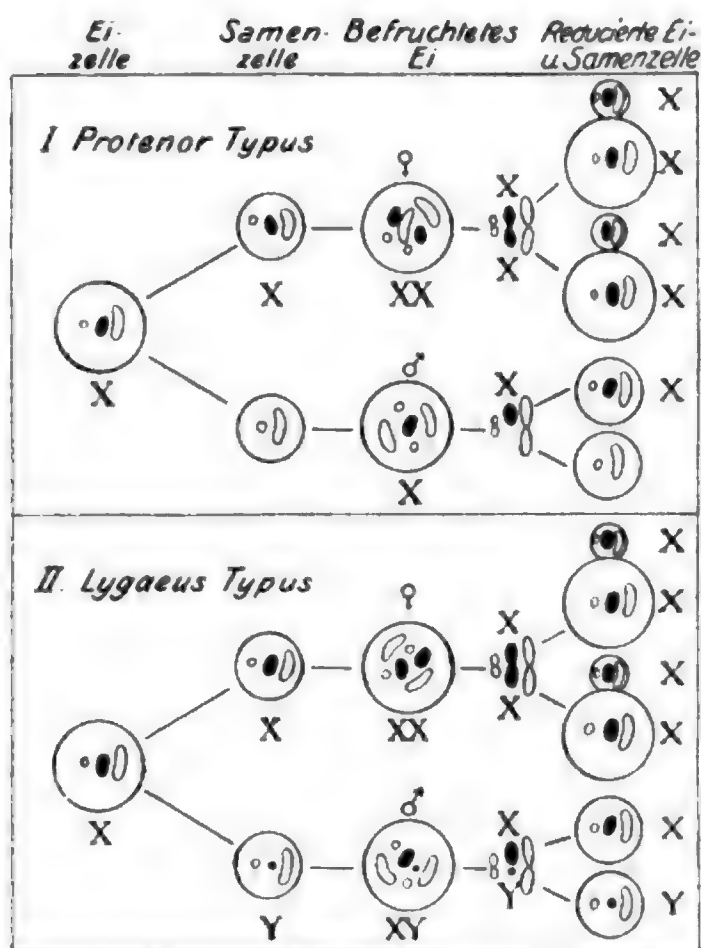 Ei- Samen- Befruchtetes Reducierte Ei-
zelle zelle Ei u. Samenzelle
I Protenor Typus
X
X
♀
X
X
X
X
X XX X
X
♂
X
X
X
X
II. Lygaeus Typus
X
♀
X
X
X
X XX X
X
X
♂
X
X
Y
Y XY
Y